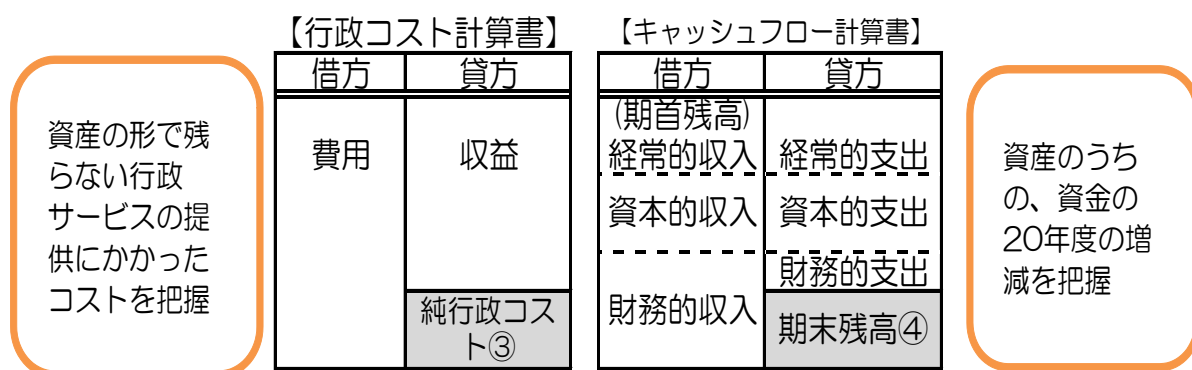 【行政コスト計算書】
【キャッシュフロー計算書】
資産の形で残
らない行政
サービスの提
供にかかった
コストを把握
借方
貸方
費用
収益
純行政コス
ト③
借方
貸方
(期首残高)
経常的収入
経常的支出
資本的収入
資本的支出
財務的支出
財務的収入
期末残高④
資産のうち
の、資金の
20年度の増
減を把握